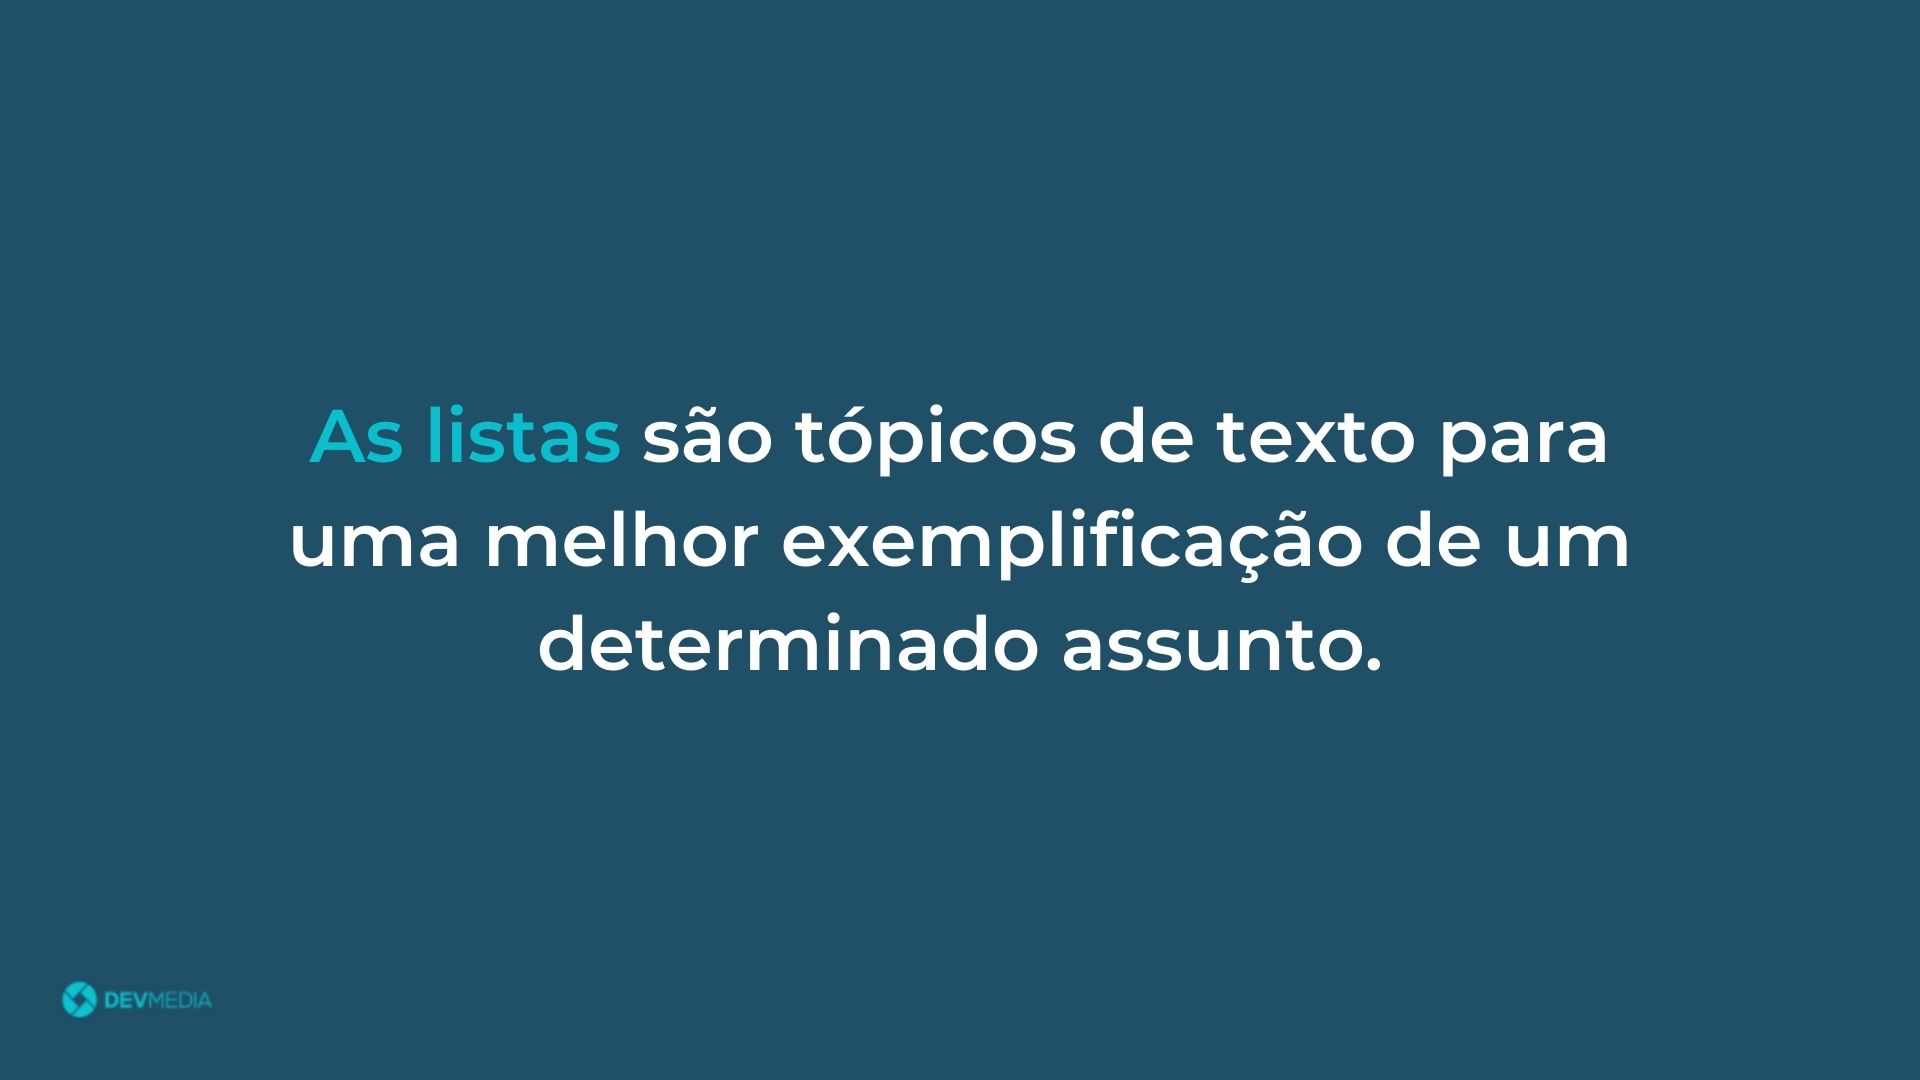 As listas são tópicos de texto para
uma melhor exemplificação de um
determinado assunto.
DEVMEDIA